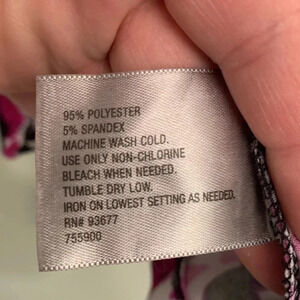 95% POLYESTER
5% SPANDEX
MACHINE WASH COLD.
USE ONLY NON-CHLORINE
BLEACH WHEN NEEDED.
TUMBLE DRY LOW.
IRON ON LOWEST SETTING AS NEEDED.
RN# 93677
755900